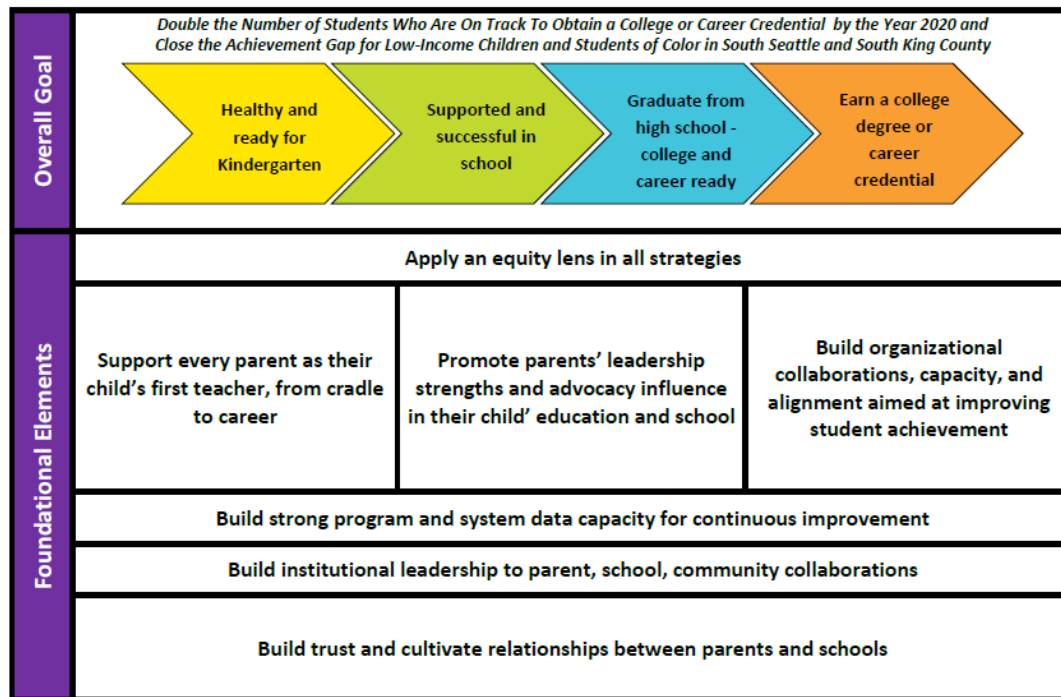 Overall Goal
Double the Number of Students Who Are On Track To Obtain a College or Career Credential by the Year 2020 and
Close the Achievement Gap for Low-Income Children and Students of Color in South Seattle and South King County
Healthy and
ready for
Kindergarten
Supported and
successful in
school
Graduate from
high school -
college and
career ready
Earn a college
degree or
career
credential
Foundational Elements
Apply an equity lens in all strategies
Support every parent as their
child’s first teacher, from cradle
to career
Promote parents’ leadership
strengths and advocacy influence
in their child’ education and school
Build organizational
collaborations, capacity, and
alignment aimed at improving
student achievement
Build strong program and system data capacity for continuous improvement
Build institutional leadership to parent, school, community collaborations
Build trust and cultivate relationships between parents and schools